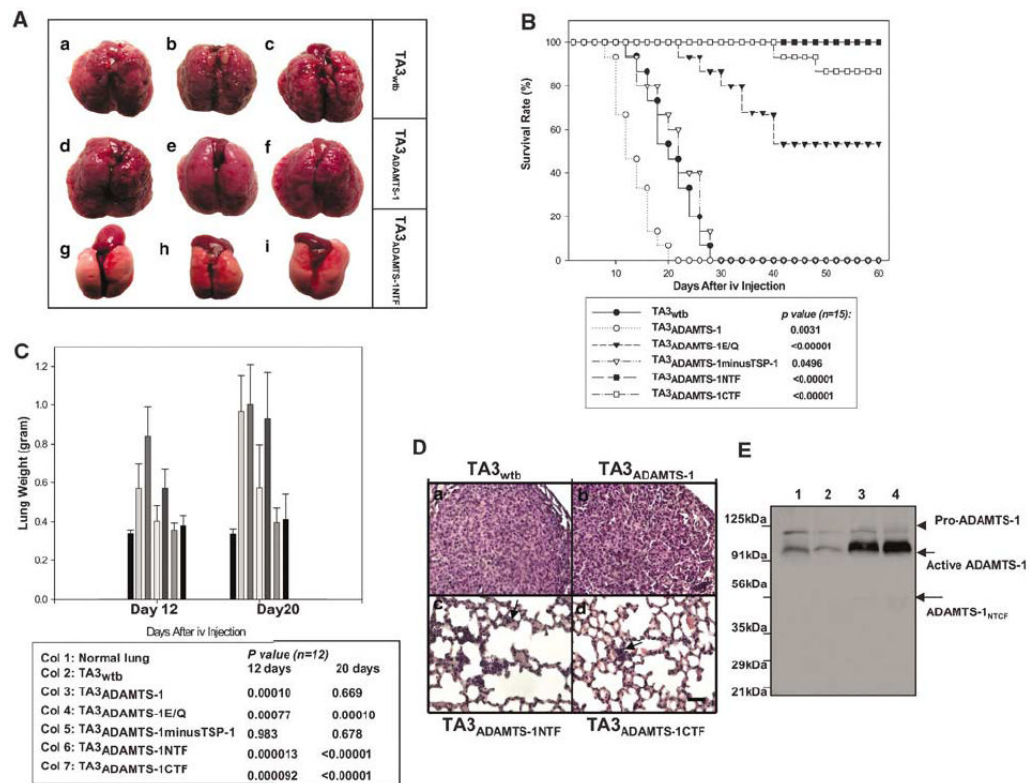 A
a b c
TA3wtb
d e f
TA3ADAMTS-1
g h i
TA3ADAMTS-1NTF
B
Survival Rate (%)
100
80
60
40
20
0
10 20 30 40 50 60
Days After iv Injection
p value (n=15):
TA3wtb
TA3ADAMTS-1 0.0031
TA3ADAMTS-1E/Q <0.00001
TA3ADAMTS-1minusTSP-1 0.0496
TA3ADAMTS-1NTF <0.00001
TA3ADAMTS-1CTF <0.00001
C
Lung Weight (gram)
1.2
1.0
0.8
0.6
0.4
0.2
0.0
Day 12 Day20
Days After iv Injection
P value (n=12)
12 days 20 days
Col 1: Normal lung
Col 2: TA3wtb
Col 3: TA3ADAMTS-1 0.00010 0.669
Col 4: TA3ADAMTS-1E/Q 0.00077 0.00010
Col 5: TA3ADAMTS-1minusTSP-1 0.983 0.678
Col 6: TA3ADAMTS-1NTF 0.000013 <0.00001
Col 7: TA3ADAMTS-1CTF 0.000092 <0.00001
D
TA3wtb TA3ADAMTS-1
a b
c d
TA3ADAMTS-1NTF TA3ADAMTS-1CTF
E
1 2 3 4
125kDa
91kDa
56kDa
35kDa
29kDa
21kDa
Pro-ADAMTS-1
Active ADAMTS-1
ADAMTS-1NTCF